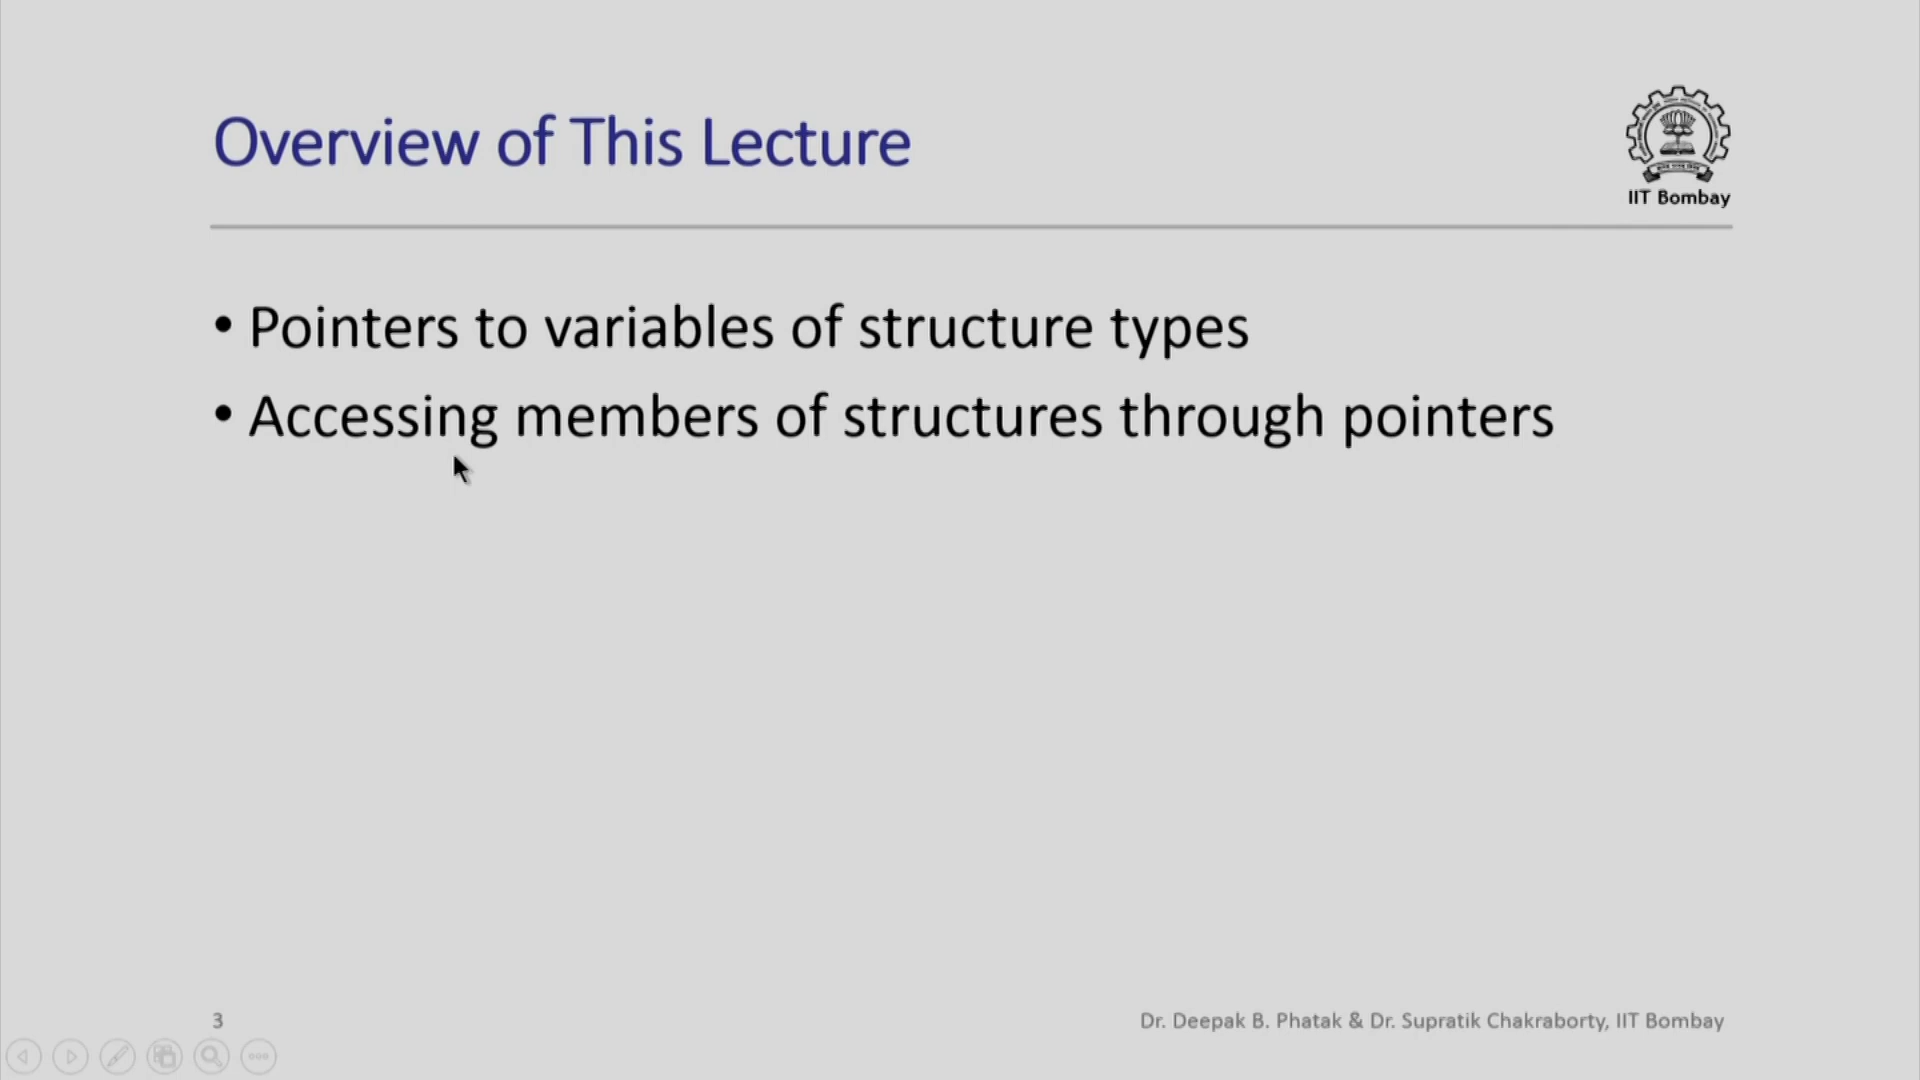 Overview of This Lecture
IIT Bombay
• Pointers to variables of structure types
• Accessing members of structures through pointers
3
Dr. Deepak B. Phatak & Dr. Supratik Chakraborty, IIT Bombay